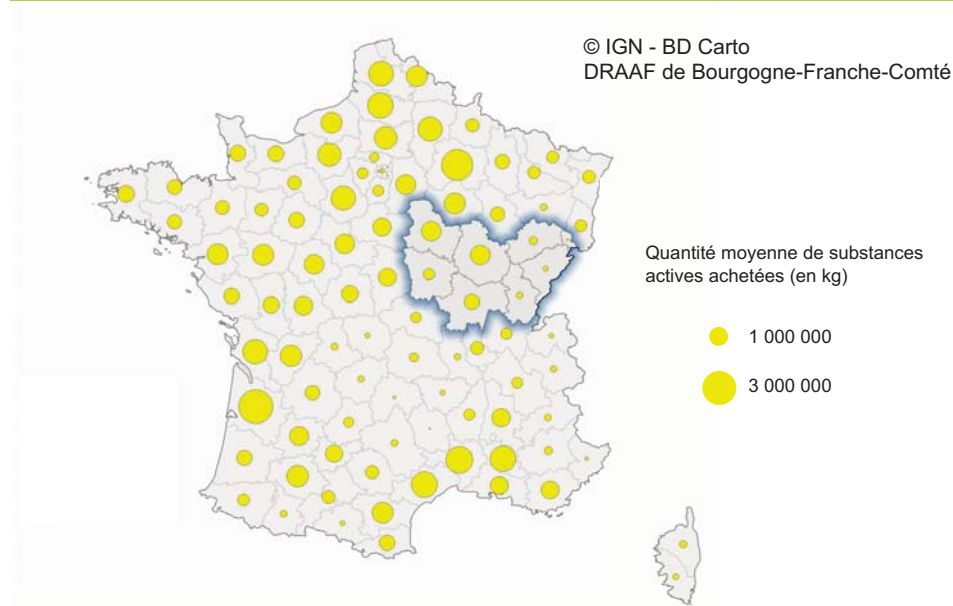 © IGN - BD Carto
DRAAF de Bourgogne-Franche-Comté
Quantité moyenne de substances
actives achetées (en kg)
1 000 000
3 000 000